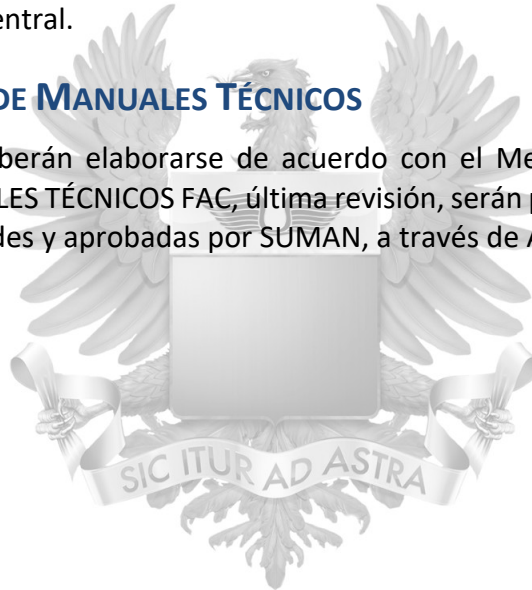 entral.
DE MANUALES TÉCNICOS
berán elaborarse de acuerdo con el Me
LES TÉCNICOS FAC, última revisión, serán p
des y aprobadas por SUMAN, a través de A
SIC ITUR AD ASTRA